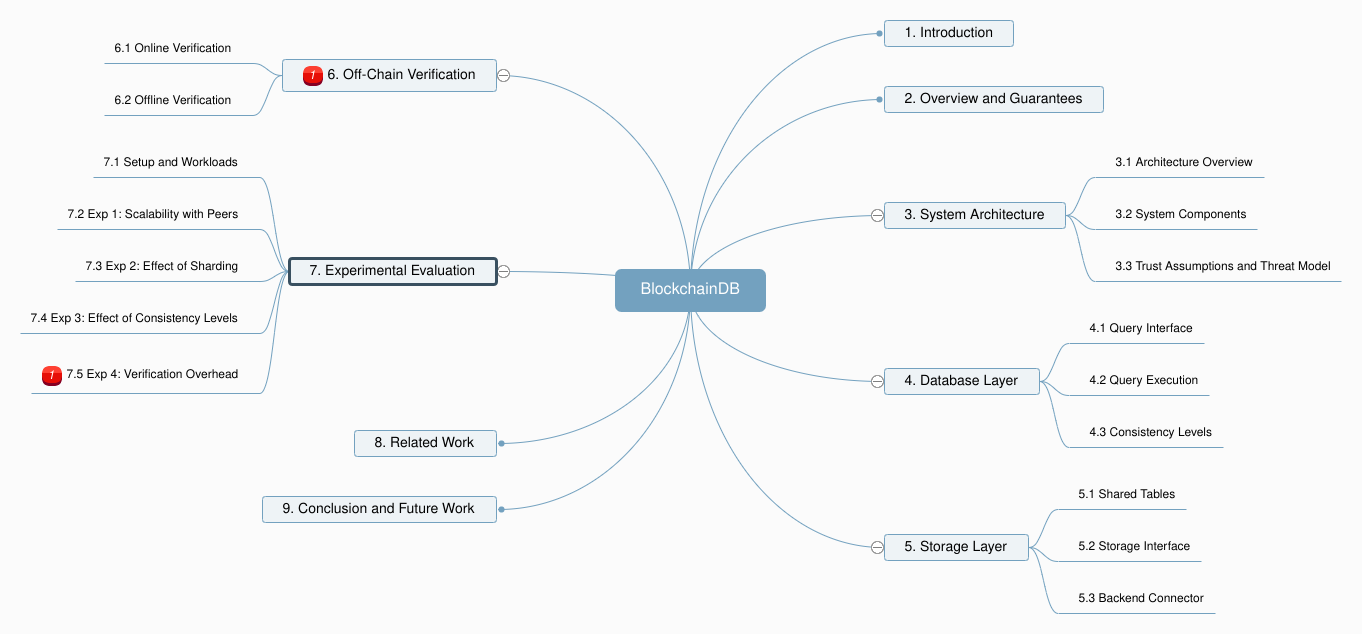 BlockchainDB
1. Introduction
2. Overview and Guarantees
3. System Architecture
3.1 Architecture Overview
3.2 System Components
3.3 Trust Assumptions and Threat Model
4. Database Layer
4.1 Query Interface
4.2 Query Execution
4.3 Consistency Levels
5. Storage Layer
5.1 Shared Tables
5.2 Storage Interface
5.3 Backend Connector
1 6. Off-Chain Verification
6.1 Online Verification
6.2 Offline Verification
7. Experimental Evaluation
7.1 Setup and Workloads
7.2 Exp 1: Scalability with Peers
7.3 Exp 2: Effect of Sharding
7.4 Exp 3: Effect of Consistency Levels
1 7.5 Exp 4: Verification Overhead
8. Related Work
9. Conclusion and Future Work